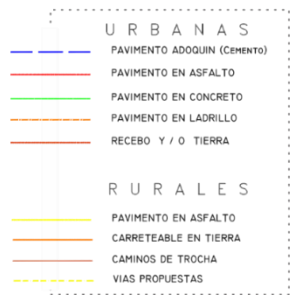 URBANAS
PAVIMENTO ADOQUIN (CEMENTO)
PAVIMENTO EN ASFALTO
PAVIMENTO EN CONCRETO
PAVIMENTO EN LADRILLO
RECEBO Y / O TIERRA
RURALES
PAVIMENTO EN ASFALTO
CARRETEABLE EN TIERRA
CAMINOS DE TROCHA
VIAS PROPUESTAS